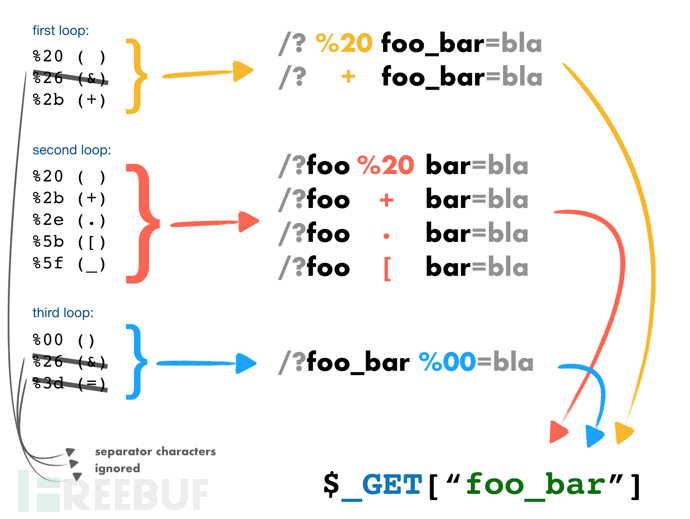 first loop:
%20 ( )
%26 (&)
%2b (+)
/? %20 foo_bar=bla
/? + foo_bar=bla
second loop:
%20 ( )
%2b (+)
%2e (.)
%5b ([)
%5f (_)
/?foo %20 bar=bla
/?foo + bar=bla
/?foo . bar=bla
/?foo [ bar=bla
third loop:
%00 ()
%26 (&)
%3d (=)
/?foo_bar %00=bla
separator characters
ignored
$_GET[“foo_bar”]
FREEBUF